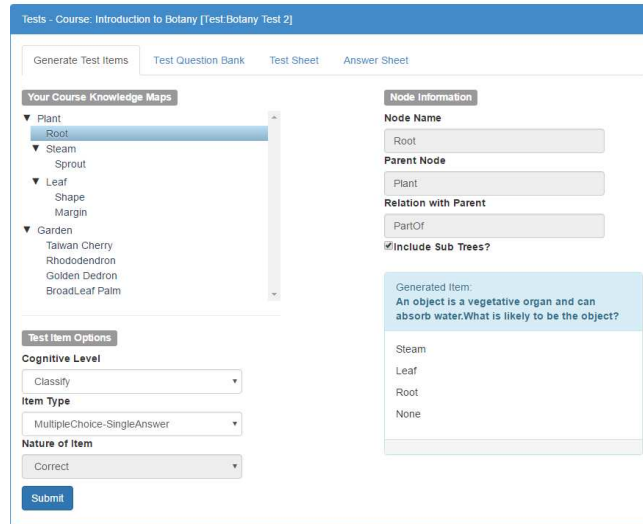 Tests - Course: Introduction to Botany [Test:Botany Test 2]
Generate Test Items
Test Question Bank
Test Sheet
Answer Sheet
Your Course Knowledge Maps
Plant
Root
Steam
Sprout
Leaf
Shape
Margin
Garden
Taiwan Cherry
Rhododendron
Golden Dedron
BroadLeaf Palm
Test Item Options
Cognitive Level
Classify
Item Type
MultipleChoice-SingleAnswer
Nature of Item
Correct
Submit
Node Information
Node Name
Root
Parent Node
Plant
Relation with Parent
PartOf
Include Sub Trees?
Generated Item:
An object is a vegetative organ and can
absorb water.What is likely to be the object?
Steam
Leaf
Root
None